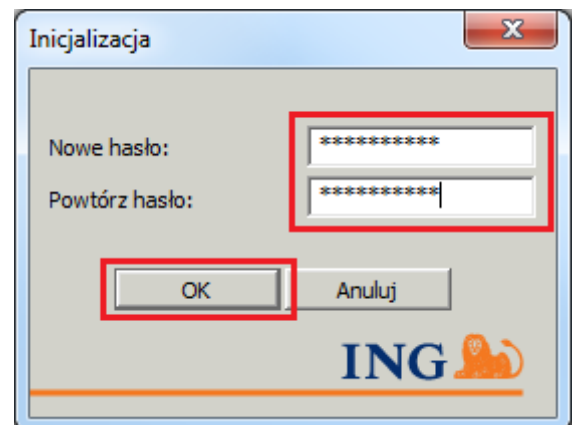 Inicjalizacja
Nowe hasło: **********
Powtórz hasło: **********
OK Anuluj
ING